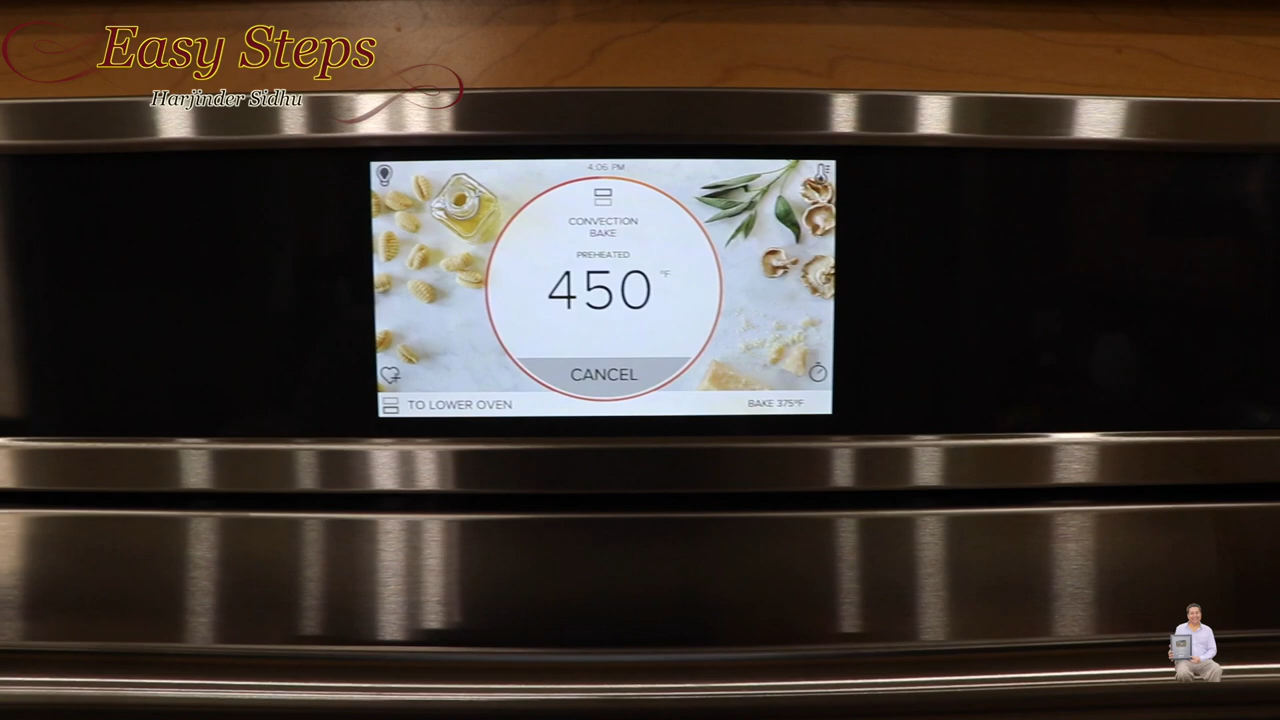 Easy Steps
Harjinder Sidhu
4:06 PM
CONVECTION
BAKE
PREHEATED
450 °F
CANCEL
TO LOWER OVEN
BAKE 375°F